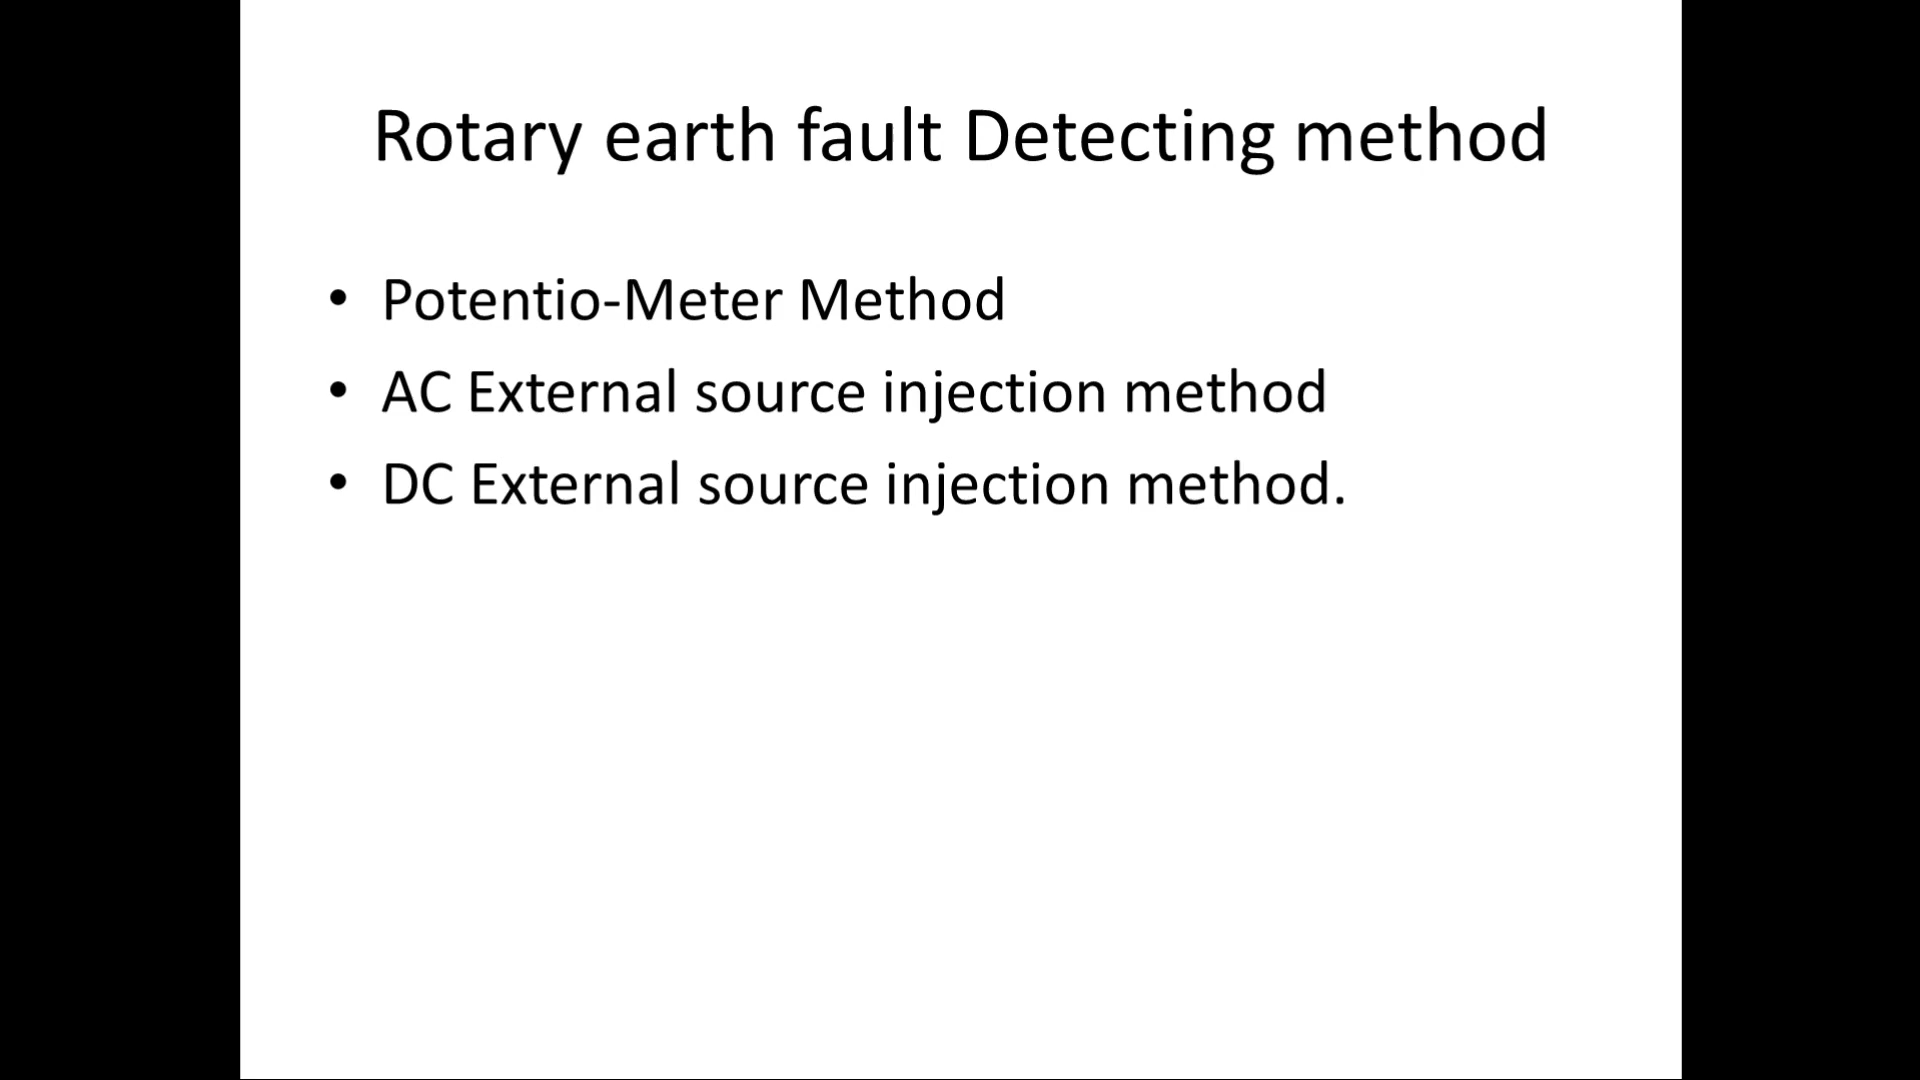 Rotary earth fault Detecting method
• Potentio-Meter Method
• AC External source injection method
• DC External source injection method.